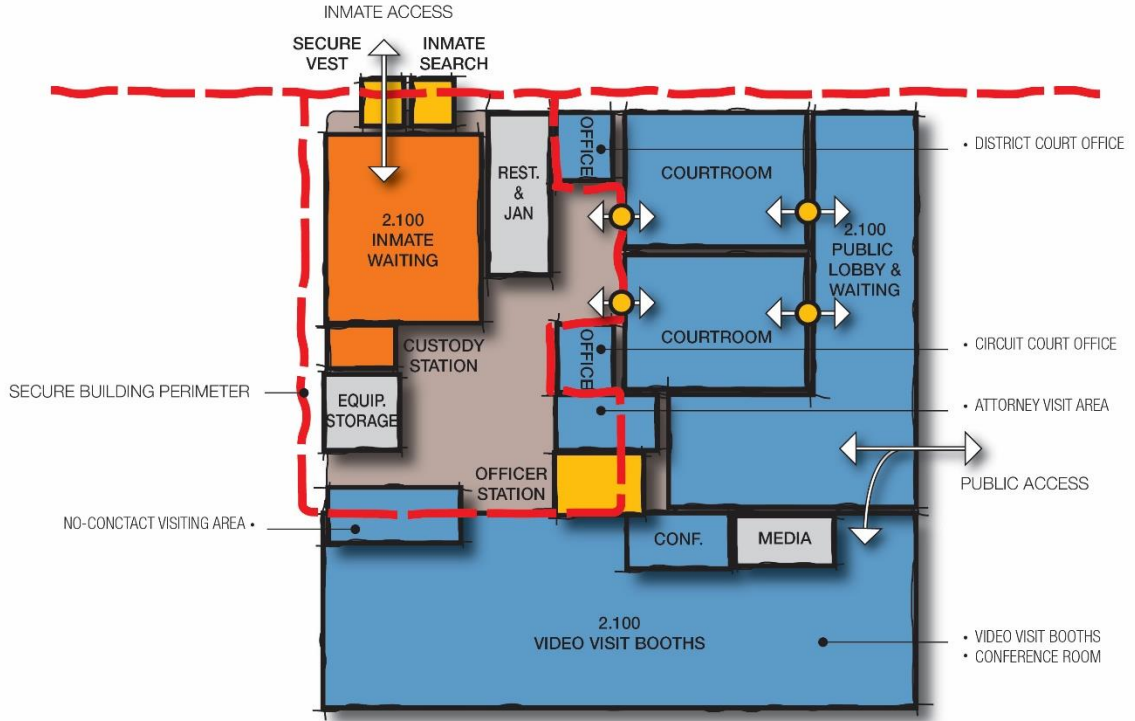 INMATE ACCESS
SECURE
VEST
INMATE
SEARCH
OFFICE
• DISTRICT COURT OFFICE
REST.
&
JAN
COURTROOM
2.100
INMATE
WAITING
2.100
PUBLIC
LOBBY &
WAITING
COURTROOM
OFFICE
• CIRCUIT COURT OFFICE
CUSTODY
STATION
SECURE BUILDING PERIMETER
EQUIP.
STORAGE
• ATTORNEY VISIT AREA
OFFICER
STATION
PUBLIC ACCESS
NO-CONCTACT VISITING AREA •
CONF.
MEDIA
2.100
VIDEO VISIT BOOTHS
• VIDEO VISIT BOOTHS
• CONFERENCE ROOM